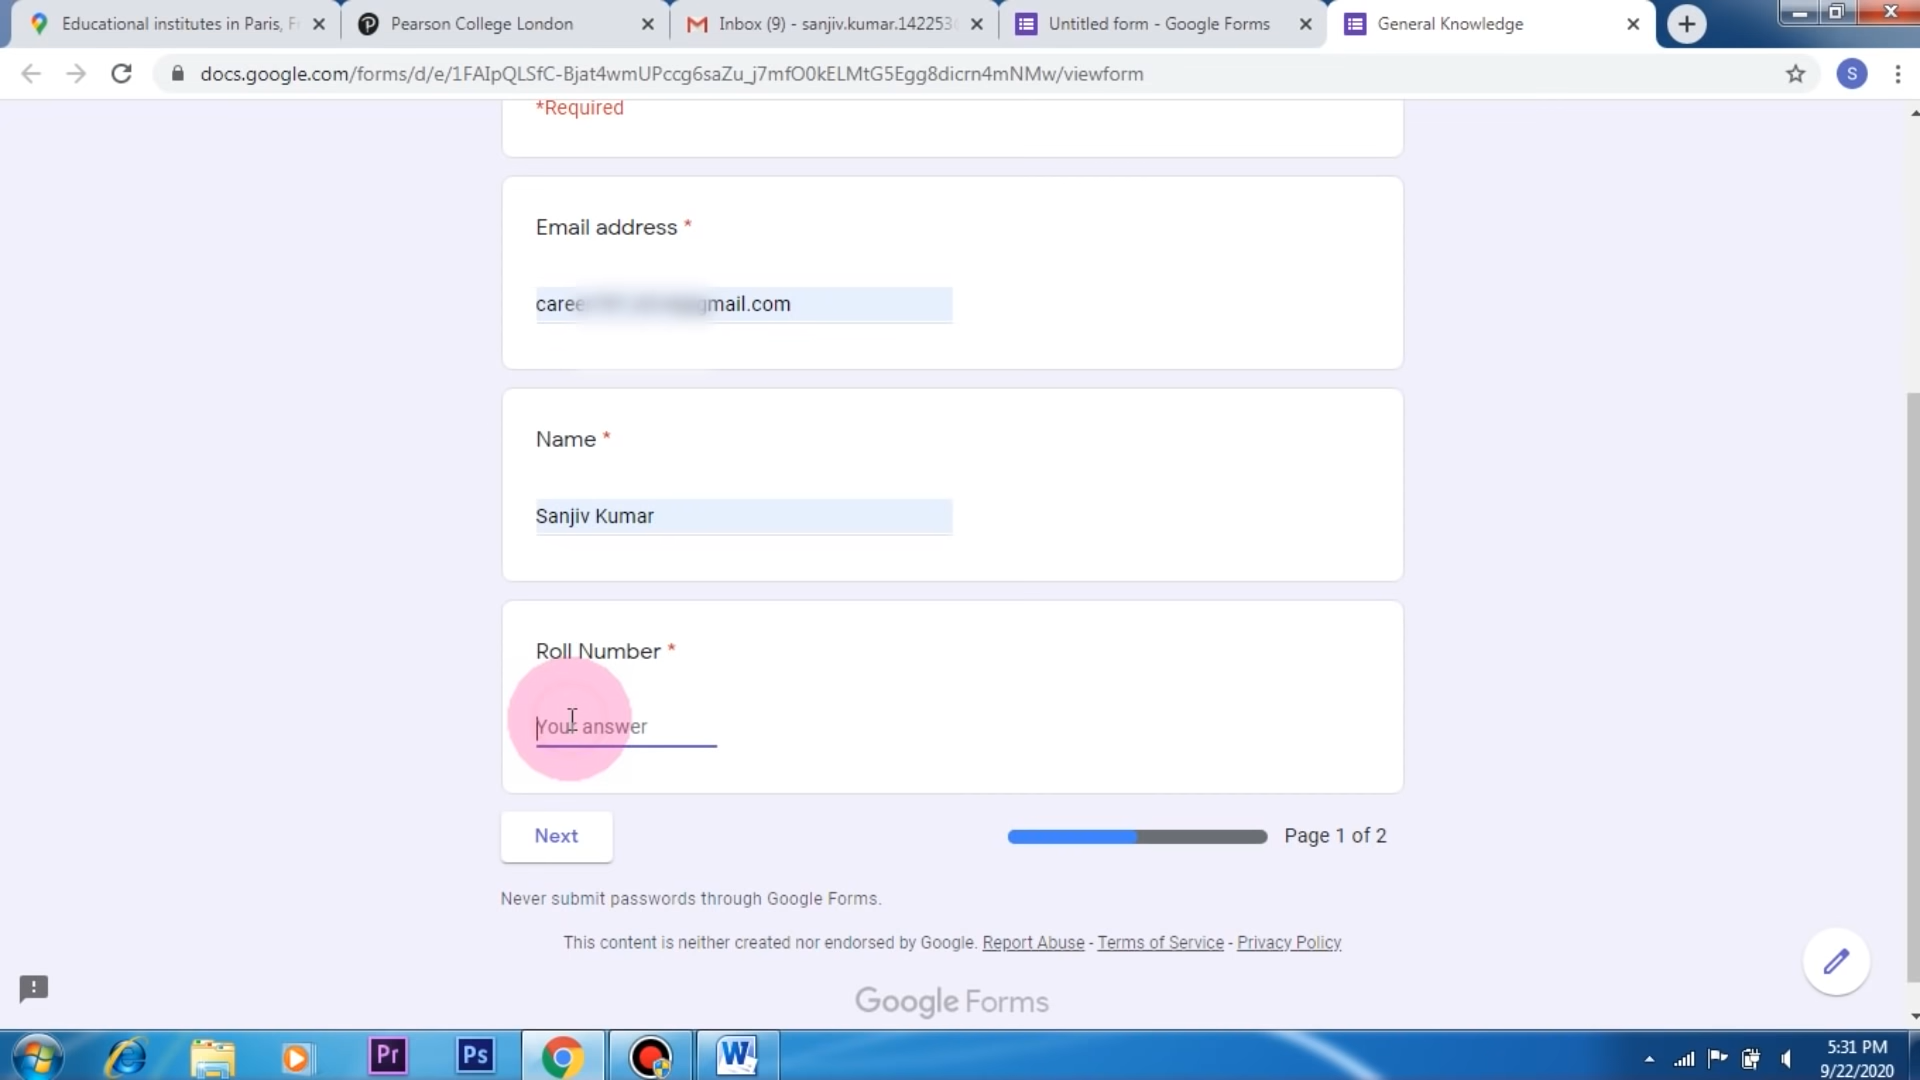 Educational institutes in Paris, F
Pearson College London
Inbox (9) - sanjiv.kumar.142253
Untitled form - Google Forms
General Knowledge
docs.google.com/forms/d/e/1FAIpQLSfC-Bjat4wmUPccg6saZu_j7mfO0kELMtG5Egg8dicrn4mNMw/viewform
S
*Required
Email address *
caree
gmail.com
Name *
Sanjiv Kumar
Roll Number *
Your answer
Next
Page 1 of 2
Never submit passwords through Google Forms.
This content is neither created nor endorsed by Google. Report Abuse - Terms of Service - Privacy Policy
Google Forms
Pr
Ps
W
5:31 PM
9/22/2020